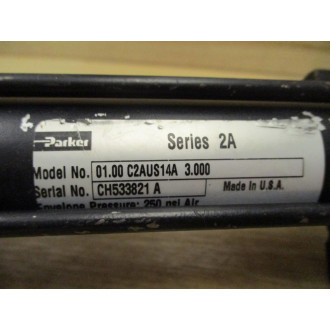 Parker
Series 2A
Model No. 01.00 C2AUS14A 3.000
Serial No. CH533821 A
Made in U.S.A.
Envelope Pressure: 250 psi Air